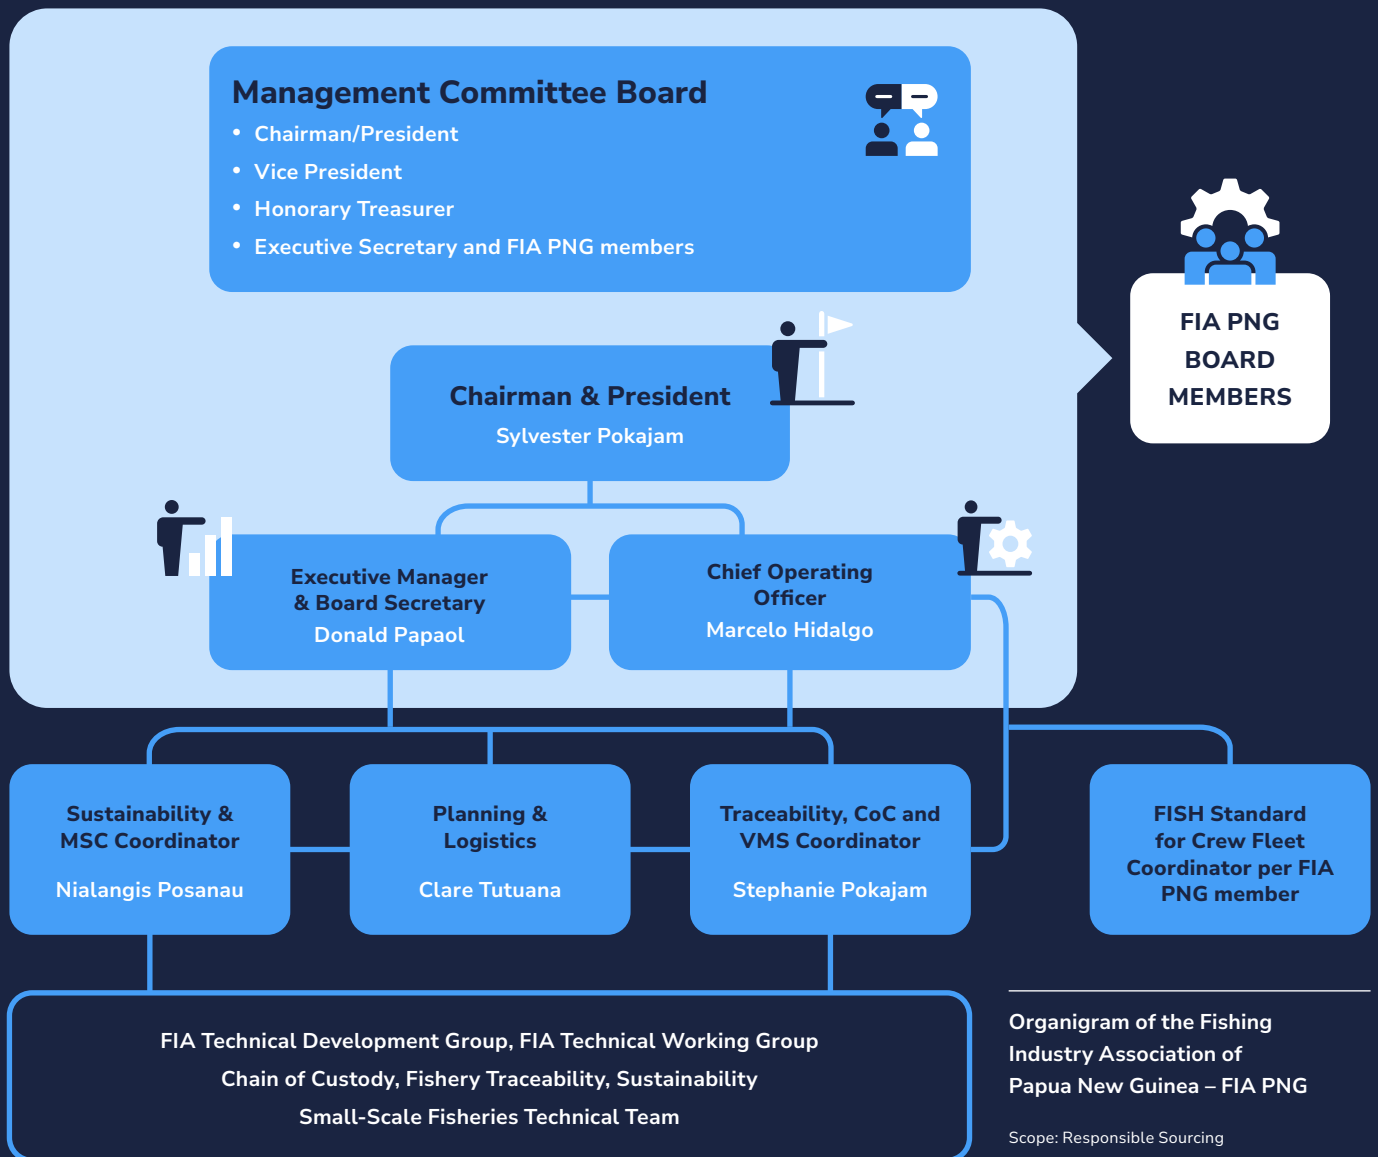 Management Committee Board
• Chairman/President
• Vice President
• Honorary Treasurer
• Executive Secretary and FIA PNG members
FIA PNG
BOARD
MEMBERS
Chairman & President
Sylvester Pokajam
Executive Manager
& Board Secretary
Donald Papaol
Chief Operating
Officer
Marcelo Hidalgo
Sustainability &
MSC Coordinator
Nialangis Posanau
Planning &
Logistics
Clare Tutuana
Traceability, CoC and
VMS Coordinator
Stephanie Pokajam
FISH Standard
for Crew Fleet
Coordinator per FIA
PNG member
FIA Technical Development Group, FIA Technical Working Group
Chain of Custody, Fishery Traceability, Sustainability
Small-Scale Fisheries Technical Team
Organigram of the Fishing
Industry Association of
Papua New Guinea – FIA PNG
Scope: Responsible Sourcing